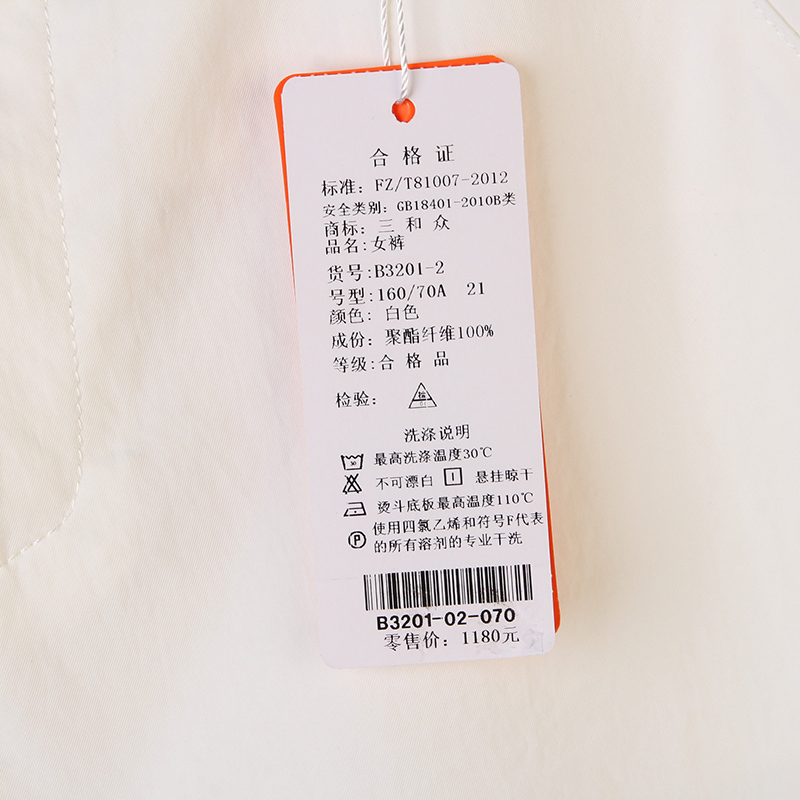 合格证
标准：FZ/T81007-2012
安全类别：GB18401-2010B类
商标：三和众
品名:女裤
货号:B3201-2
号型:160/70A 21
颜色：白色
成份：聚酯纤维100%
等级:合格品
检验： 检
洗涤说明
30 最高洗涤温度30℃
不可漂白 悬挂晾干
烫斗底板最高温度110℃
P 使用四氯乙烯和符号F代表
的所有溶剂的专业干洗
B3201-02-070
零售价：1180元